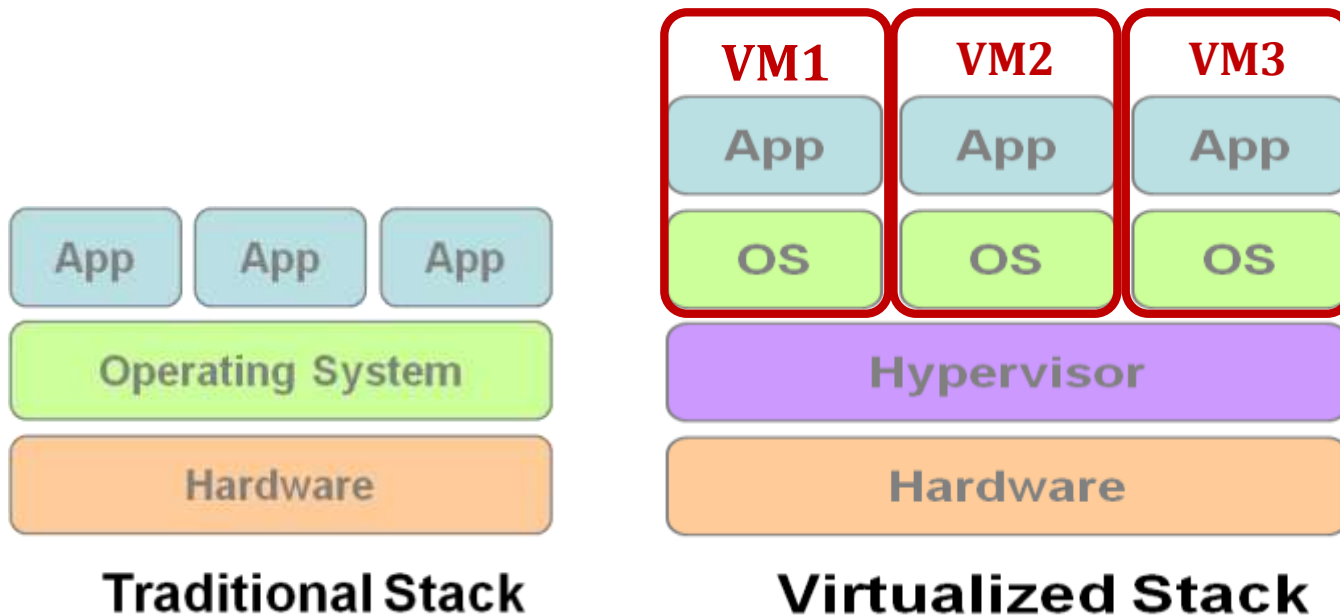 App App App
Operating System
Hardware
Traditional Stack
VM1 VM2 VM3
App App App
OS OS OS
Hypervisor
Hardware
Virtualized Stack